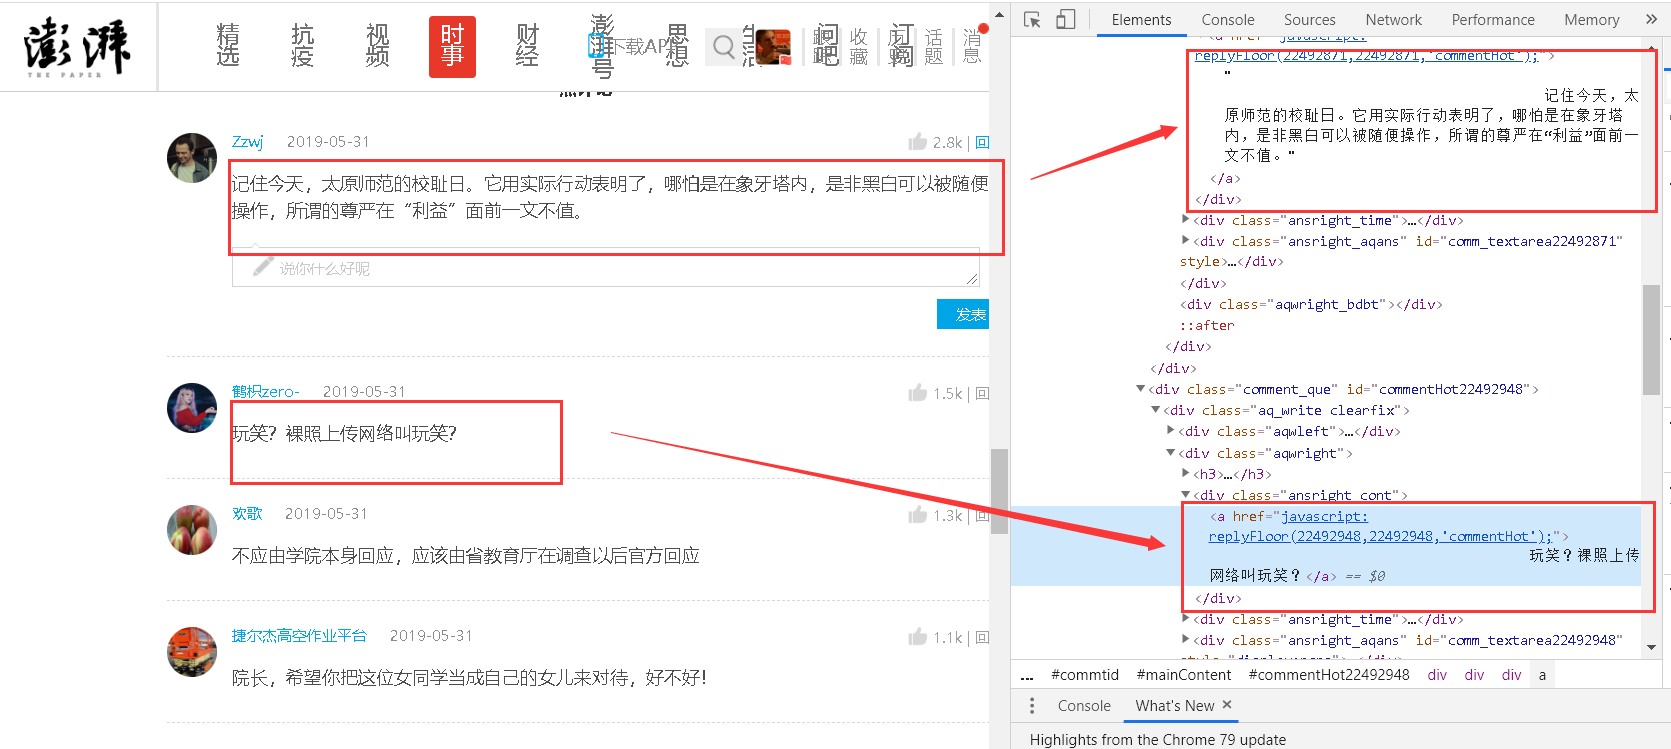 澎湃
THE PAPER
精选
抗疫
视频
时事
财经
澎湃号
下载APP
思想
问吧
订阅
收藏
话题
消息
Zzwj 2019-05-31 2.8k | 回
记住今天，太原师范的校耻日。它用实际行动表明了，哪怕是在象牙塔内，是非黑白可以被随便
操作，所谓的尊严在“利益”面前一文不值。
说你什么好呢
发表
鹤枳zero- 2019-05-31 1.5k | 回
玩笑？裸照上传网络叫玩笑？
欢歌 2019-05-31 1.3k | 回
不应由学院本身回应，应该由省教育厅在调查以后官方回应
捷尔杰高空作业平台 2019-05-31 1.1k | 回
院长，希望你把这位女同学当成自己的女儿来对待，好不好！
Elements Console Sources Network Performance Memory »
<a href="javascript:
replyFloor(22492871,22492871,'commentHot');">
"
记住今天，太
原师范的校耻日。它用实际行动表明了，哪怕是在象牙塔
内，是非黑白可以被随便操作，所谓的尊严在“利益”面前一
文不值。"
</a>
</div>
<div class="ansright_time">…</div>
<div class="ansright_aqans" id="comm_textarea22492871"
style>…</div>
</div>
<div class="aqwright_bdbt"></div>
::after
</div>
</div>
<div class="comment_que" id="commentHot22492948">
<div class="aq_write clearfix">
<div class="aqwleft">…</div>
<div class="aqwright">
<h3>…</h3>
<div class="ansright_cont">
<a href="javascript:
replyFloor(22492948,22492948,'commentHot');">
玩笑？裸照上传
网络叫玩笑？</a> == $0
</div>
<div class="ansright_time">…</div>
<div class="ansright_aqans" id="comm_textarea22492948"
style="display:none">…</div>
... #commtid #mainContent #commentHot22492948 div div div a
Console What's New ×
Highlights from the Chrome 79 update